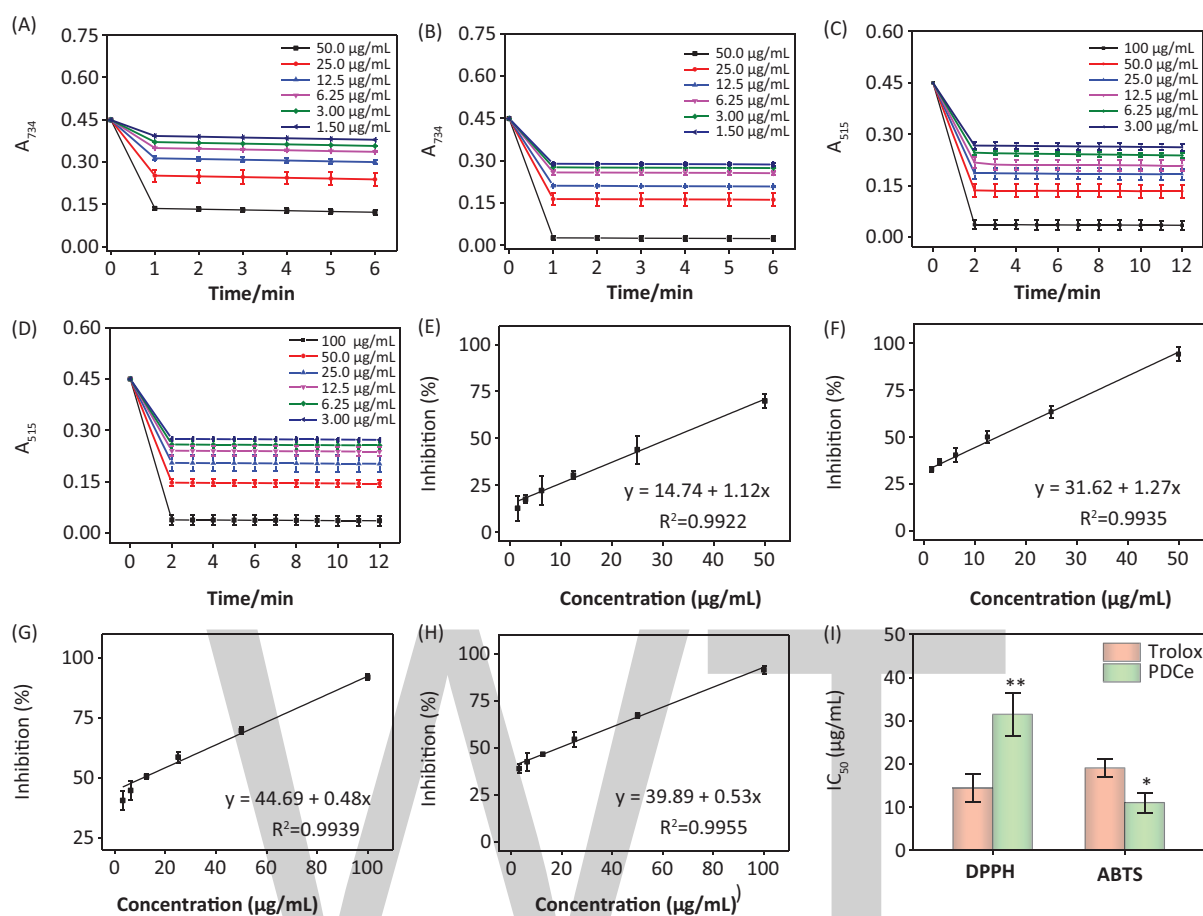 (A)
0.75
0.60
0.45
0.30
0.15
0.00
A734
50.0 μg/mL
25.0 μg/mL
12.5 μg/mL
6.25 μg/mL
3.00 μg/mL
1.50 μg/mL
0 1 2 3 4 5 6
Time/min
(B)
0.75
0.60
0.45
0.30
0.15
0.00
A734
50.0 μg/mL
25.0 μg/mL
12.5 μg/mL
6.25 μg/mL
3.00 μg/mL
1.50 μg/mL
0 1 2 3 4 5 6
Time/min
(C)
0.60
0.45
0.30
0.15
0.00
A515
100 μg/mL
50.0 μg/mL
25.0 μg/mL
12.5 μg/mL
6.25 μg/mL
3.00 μg/mL
0 2 4 6 8 10 12
Time/min
(D)
0.60
0.45
0.30
0.15
0.00
A515
100 μg/mL
50.0 μg/mL
25.0 μg/mL
12.5 μg/mL
6.25 μg/mL
3.00 μg/mL
0 2 4 6 8 10 12
Time/min
(E)
100
75
50
25
0
Inhibition (%)
y = 14.74 + 1.12x
R²=0.9922
0 10 20 30 40 50
Concentration (μg/mL)
(F)
100
75
50
25
0
Inhibition (%)
y = 31.62 + 1.27x
R²=0.9935
0 10 20 30 40 50
Concentration (μg/mL)
(G)
100
75
50
25
Inhibition (%)
y = 44.69 + 0.48x
R²=0.9939
0 20 40 60 80 100
Concentration (μg/mL)
(H)
100
75
50
25
0
Inhibition (%)
y = 39.89 + 0.53x
R²=0.9955
0 20 40 60 80 100
Concentration (μg/mL))
(I)
50
40
30
20
10
0
IC50 (μg/mL)
Trolox
PDCe
**
*
DPPH ABTS
WT